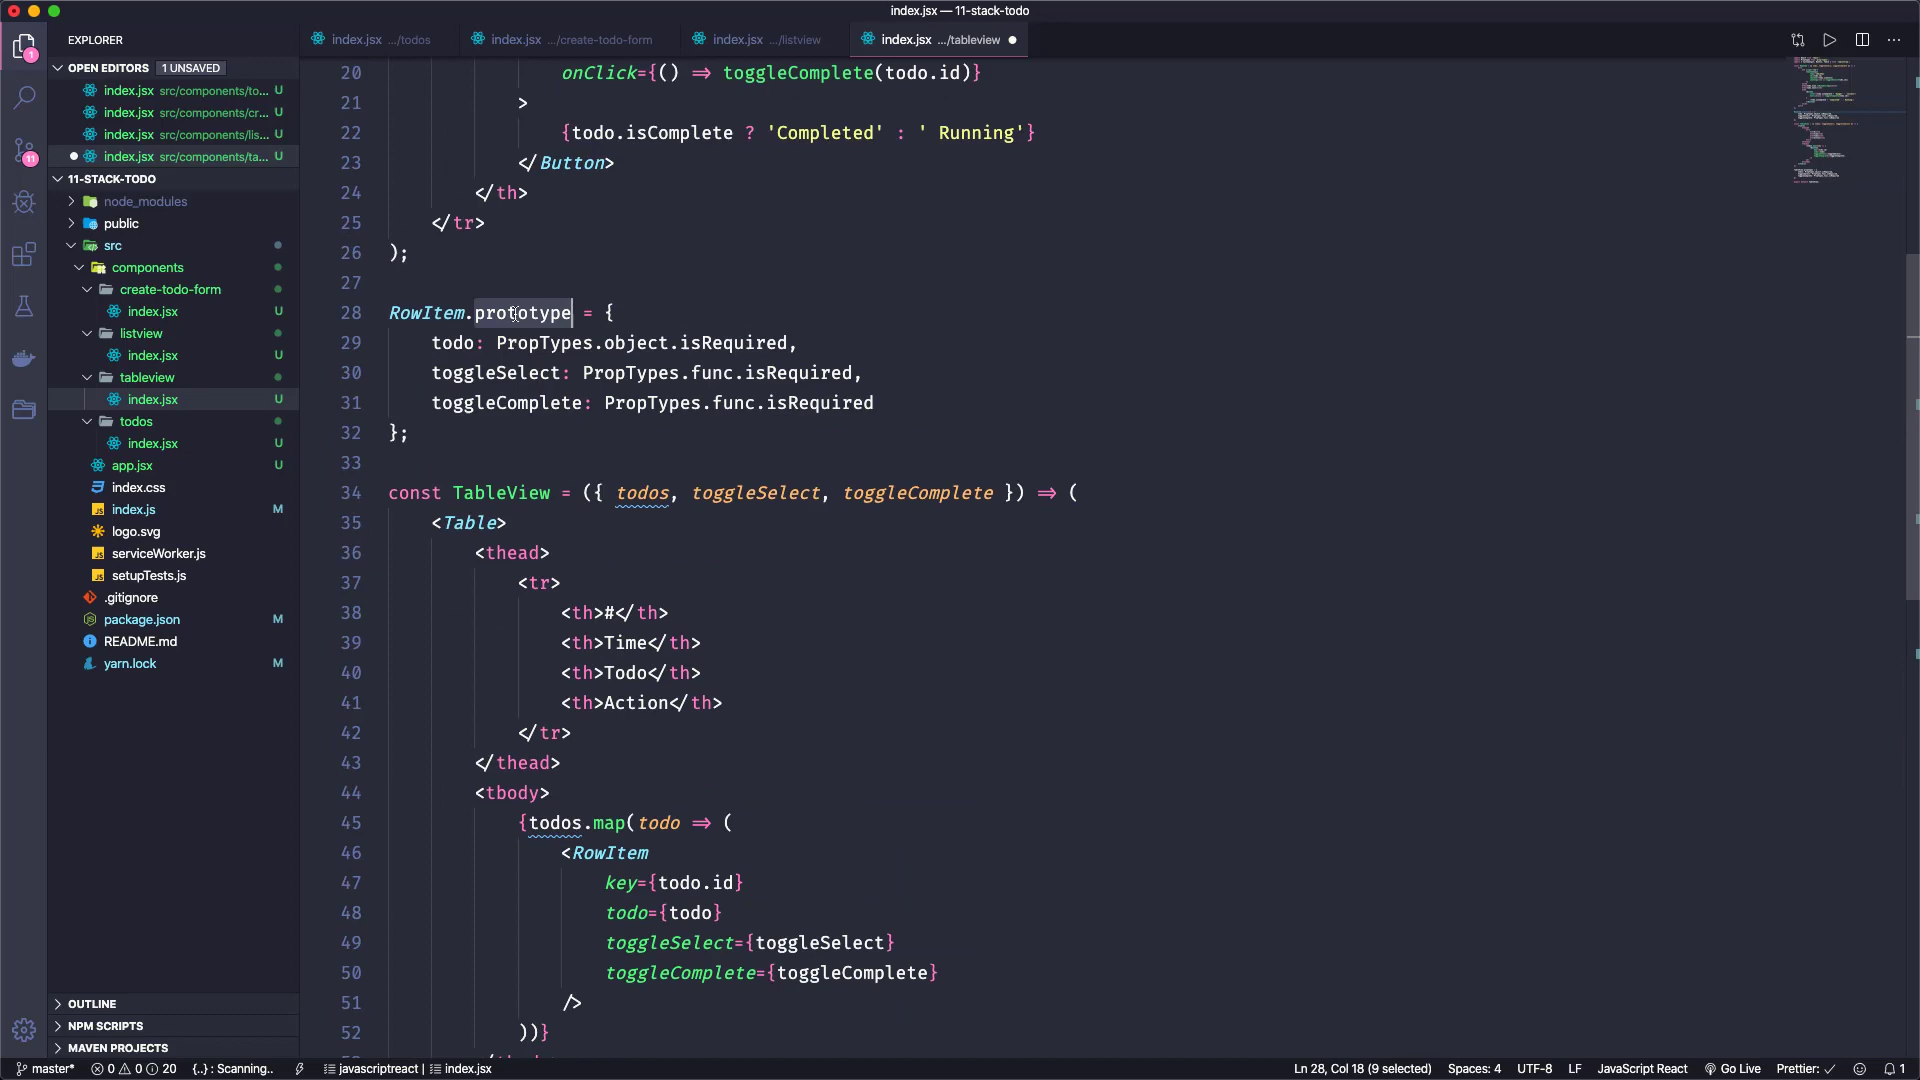 index.jsx — 11-stack-todo
EXPLORER
index.jsx .../todos
index.jsx .../create-todo-form
index.jsx .../listview
index.jsx .../tableview
OPEN EDITORS 1 UNSAVED
index.jsx src/components/to... U
index.jsx src/components/cr... U
index.jsx src/components/lis... U
index.jsx src/components/ta... U
11-STACK-TODO
node_modules
public
src
components
create-todo-form
index.jsx U
listview
index.jsx U
tableview
index.jsx U
todos
index.jsx U
app.jsx U
index.css
index.js M
logo.svg
serviceWorker.js
setupTests.js
.gitignore
package.json M
README.md
yarn.lock M
OUTLINE
NPM SCRIPTS
MAVEN PROJECTS
1
11
20 onClick={() => toggleComplete(todo.id)}
21 >
22 {todo.isComplete ? 'Completed' : ' Running'}
23 </Button>
24 </th>
25 </tr>
26 );
27
28 RowItem.prototype = {
29 todo: PropTypes.object.isRequired,
30 toggleSelect: PropTypes.func.isRequired,
31 toggleComplete: PropTypes.func.isRequired
32 };
33
34 const TableView = ({ todos, toggleSelect, toggleComplete }) => (
35 <Table>
36 <thead>
37 <tr>
38 <th>#</th>
39 <th>Time</th>
40 <th>Todo</th>
41 <th>Action</th>
42 </tr>
43 </thead>
44 <tbody>
45 {todos.map(todo => (
46 <RowItem
47 key={todo.id}
48 todo={todo}
49 toggleSelect={toggleSelect}
50 toggleComplete={toggleComplete}
51 />
52 ))}
master* 0 0 20 {..} : Scanning.. javascriptreact | index.jsx Ln 28, Col 18 (9 selected) Spaces: 4 UTF-8 LF JavaScript React Go Live Prettier: ✓ 1